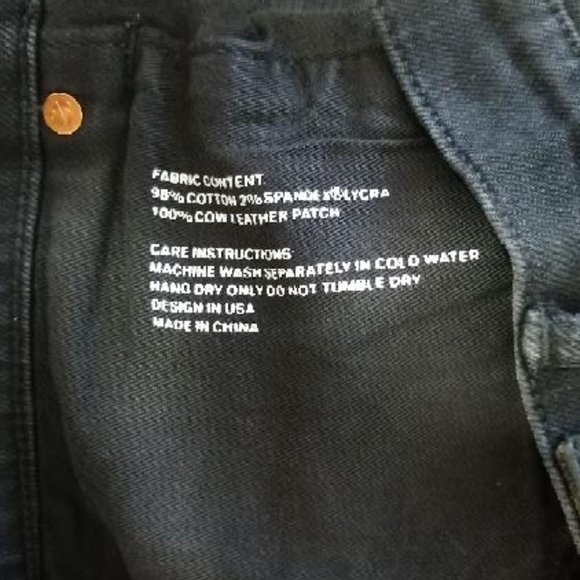 FABRIC CONTENT:
98% COTTON 2% SPANDEX®LYCRA
100% COW LEATHER PATCH
CARE INSTRUCTIONS
MACHINE WASH SEPARATELY IN COLD WATER
HANG DRY ONLY DO NOT TUMBLE DRY
DESIGN IN USA
MADE IN CHINA